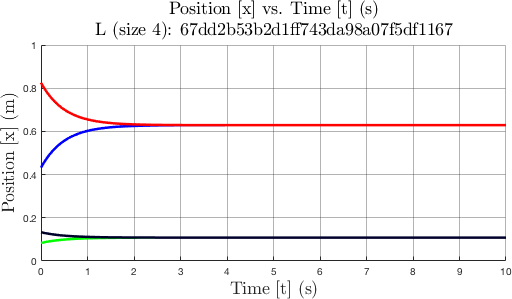 Position [x] vs. Time [t] (s)
L (size 4): 67dd2b53b2d1ff743da98a07f5df1167
Position [x] (m)
1
0.8
0.6
0.4
0.2
0
0 1 2 3 4 5 6 7 8 9 10
Time [t] (s)